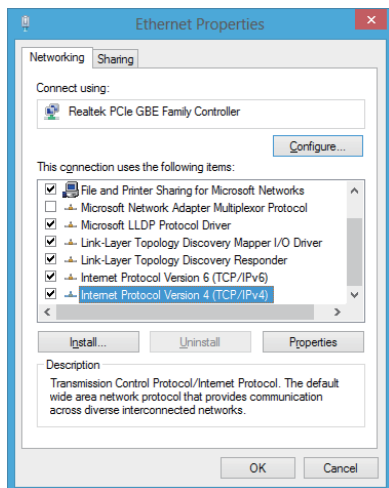 Ethernet Properties
Networking
Sharing
Connect using:
Realtek PCIe GBE Family Controller
Configure...
This connection uses the following items:
File and Printer Sharing for Microsoft Networks
Microsoft Network Adapter Multiplexor Protocol
Microsoft LLDP Protocol Driver
Link-Layer Topology Discovery Mapper I/O Driver
Link-Layer Topology Discovery Responder
Internet Protocol Version 6 (TCP/IPv6)
Internet Protocol Version 4 (TCP/IPv4)
Install...
Uninstall
Properties
Description
Transmission Control Protocol/Internet Protocol. The default
wide area network protocol that provides communication
across diverse interconnected networks.
OK
Cancel